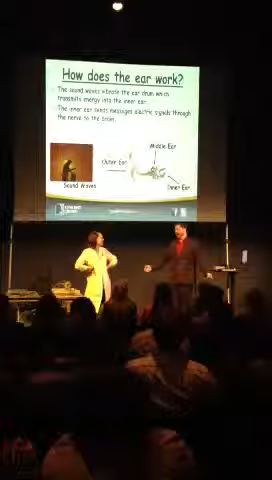 How does the ear work?
The sound waves vibrate the ear drum which
transmits energy into the inner ear.
The inner ear sends messages electric signals through
the nerve to the brain.
Middle Ear
Outer Ear
Sound Waves
Inner Ear